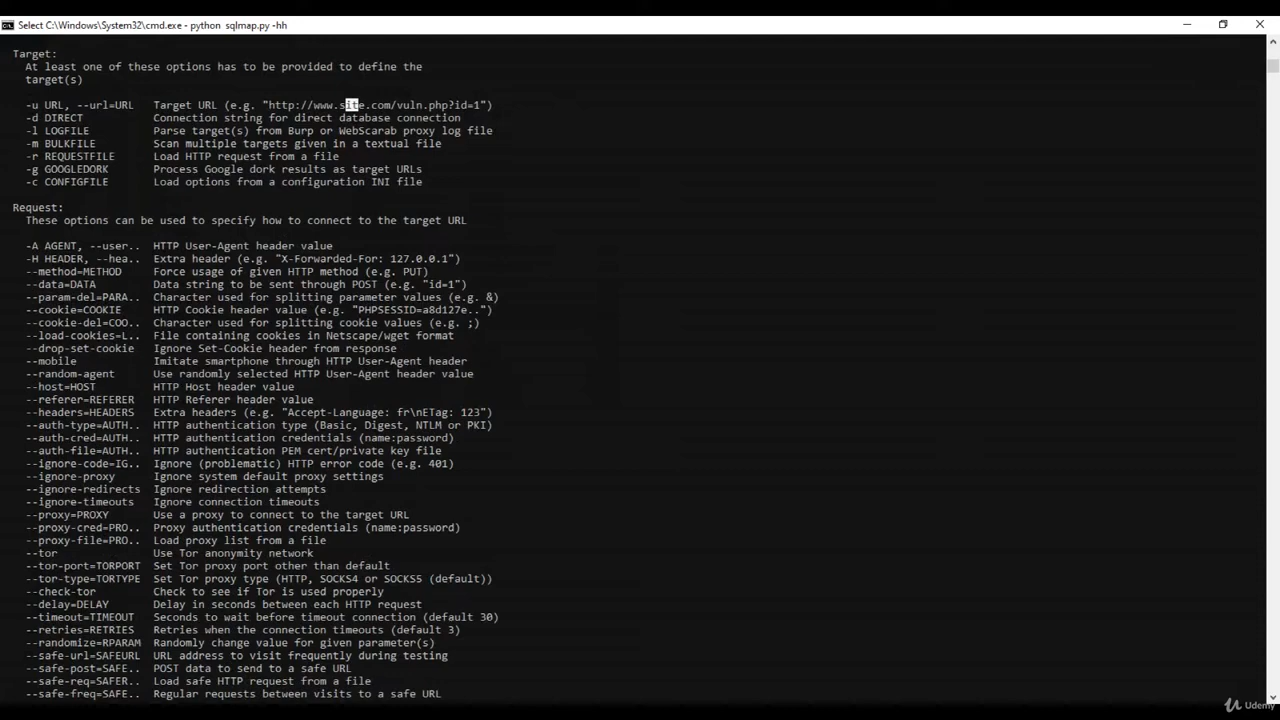 Select C:\Windows\System32\cmd.exe - python  sqlmap.py -hh
Target:
At least one of these options has to be provided to define the
target(s)
-u URL, --url=URL   Target URL (e.g. "http://www.site.com/vuln.php?id=1")
-d DIRECT           Connection string for direct database connection
-l LOGFILE          Parse target(s) from Burp or WebScarab proxy log file
-m BULKFILE         Scan multiple targets given in a textual file
-r REQUESTFILE      Load HTTP request from a file
-g GOOGLEDORK       Process Google dork results as target URLs
-c CONFIGFILE       Load options from a configuration INI file
Request:
These options can be used to specify how to connect to the target URL
-A AGENT, --user..  HTTP User-Agent header value
-H HEADER, --hea..  Extra header (e.g. "X-Forwarded-For: 127.0.0.1")
--method=METHOD     Force usage of given HTTP method (e.g. PUT)
--data=DATA         Data string to be sent through POST (e.g. "id=1")
--param-del=PARA..  Character used for splitting parameter values (e.g. &)
--cookie=COOKIE     HTTP Cookie header value (e.g. "PHPSESSID=a8d127e..")
--cookie-del=COO..  Character used for splitting cookie values (e.g. ;)
--load-cookies=L..  File containing cookies in Netscape/wget format
--drop-set-cookie   Ignore Set-Cookie header from response
--mobile            Imitate smartphone through HTTP User-Agent header
--random-agent      Use randomly selected HTTP User-Agent header value
--host=HOST         HTTP Host header value
--referer=REFERER   HTTP Referer header value
--headers=HEADERS   Extra headers (e.g. "Accept-Language: fr\nETag: 123")
--auth-type=AUTH..  HTTP authentication type (Basic, Digest, NTLM or PKI)
--auth-cred=AUTH..  HTTP authentication credentials (name:password)
--auth-file=AUTH..  HTTP authentication PEM cert/private key file
--ignore-code=IG..  Ignore (problematic) HTTP error code (e.g. 401)
--ignore-proxy      Ignore system default proxy settings
--ignore-redirects  Ignore redirection attempts
--ignore-timeouts   Ignore connection timeouts
--proxy=PROXY       Use a proxy to connect to the target URL
--proxy-cred=PRO..  Proxy authentication credentials (name:password)
--proxy-file=PRO..  Load proxy list from a file
--tor               Use Tor anonymity network
--tor-port=TORPORT  Set Tor proxy port other than default
--tor-type=TORTYPE  Set Tor proxy type (HTTP, SOCKS4 or SOCKS5 (default))
--check-tor         Check to see if Tor is used properly
--delay=DELAY       Delay in seconds between each HTTP request
--timeout=TIMEOUT   Seconds to wait before timeout connection (default 30)
--retries=RETRIES   Retries when the connection timeouts (default 3)
--randomize=RPARAM  Randomly change value for given parameter(s)
--safe-url=SAFEURL  URL address to visit frequently during testing
--safe-post=SAFE..  POST data to send to a safe URL
--safe-req=SAFER..  Load safe HTTP request from a file
--safe-freq=SAFE..  Regular requests between visits to a safe URL
Udemy